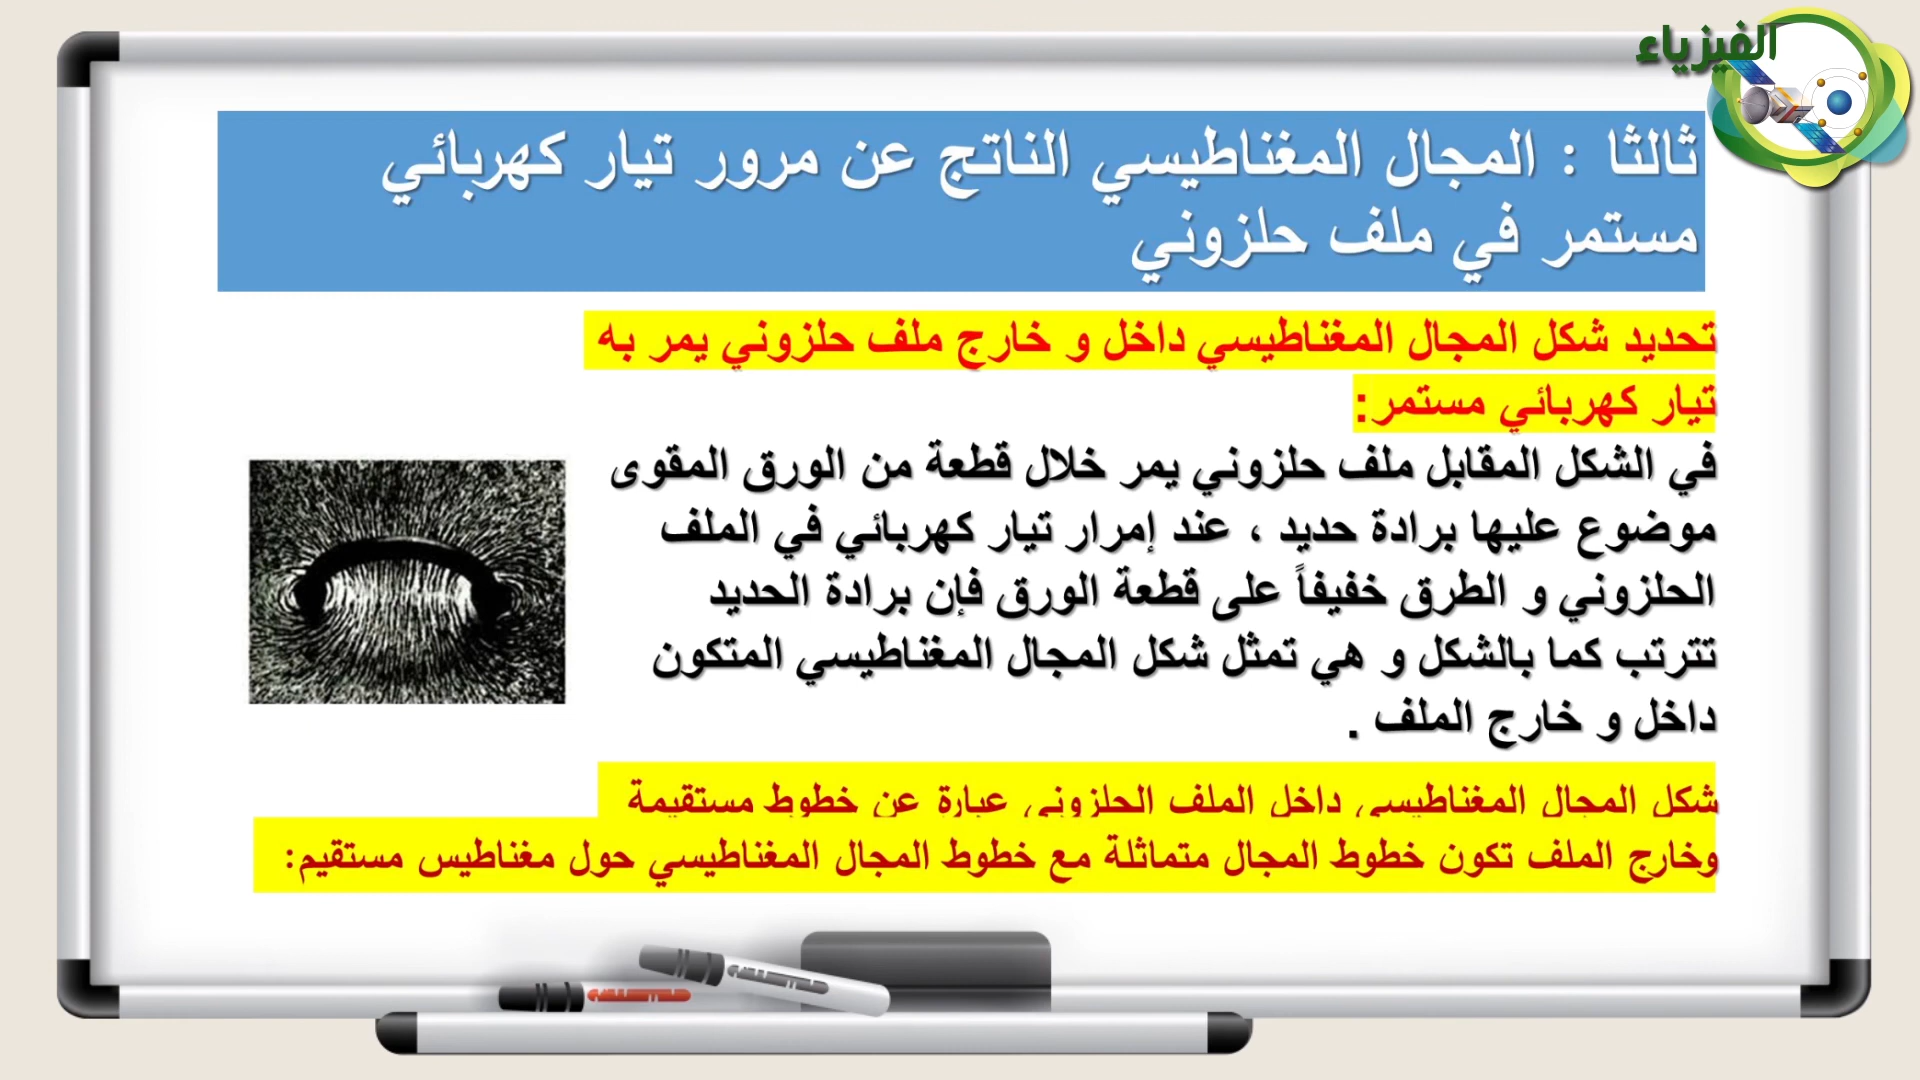 الفيزياء
ثالثا : المجال المغناطيسي الناتج عن مرور تيار كهربائي
مستمر في ملف حلزوني
تحديد شكل المجال المغناطيسي داخل و خارج ملف حلزوني يمر به
تيار كهربائي مستمر:
في الشكل المقابل ملف حلزوني يمر خلال قطعة من الورق المقوى
موضوع عليها برادة حديد ، عند إمرار تيار كهربائي في الملف
الحلزوني و الطرق خفيفاً على قطعة الورق فإن برادة الحديد
تترتب كما بالشكل و هي تمثل شكل المجال المغناطيسي المتكون
داخل و خارج الملف .
شكل المجال المغناطيسي داخل الملف الحلزوني عبارة عن خطوط مستقيمة
وخارج الملف تكون خطوط المجال متماثلة مع خطوط المجال المغناطيسي حول مغناطيس مستقيم: